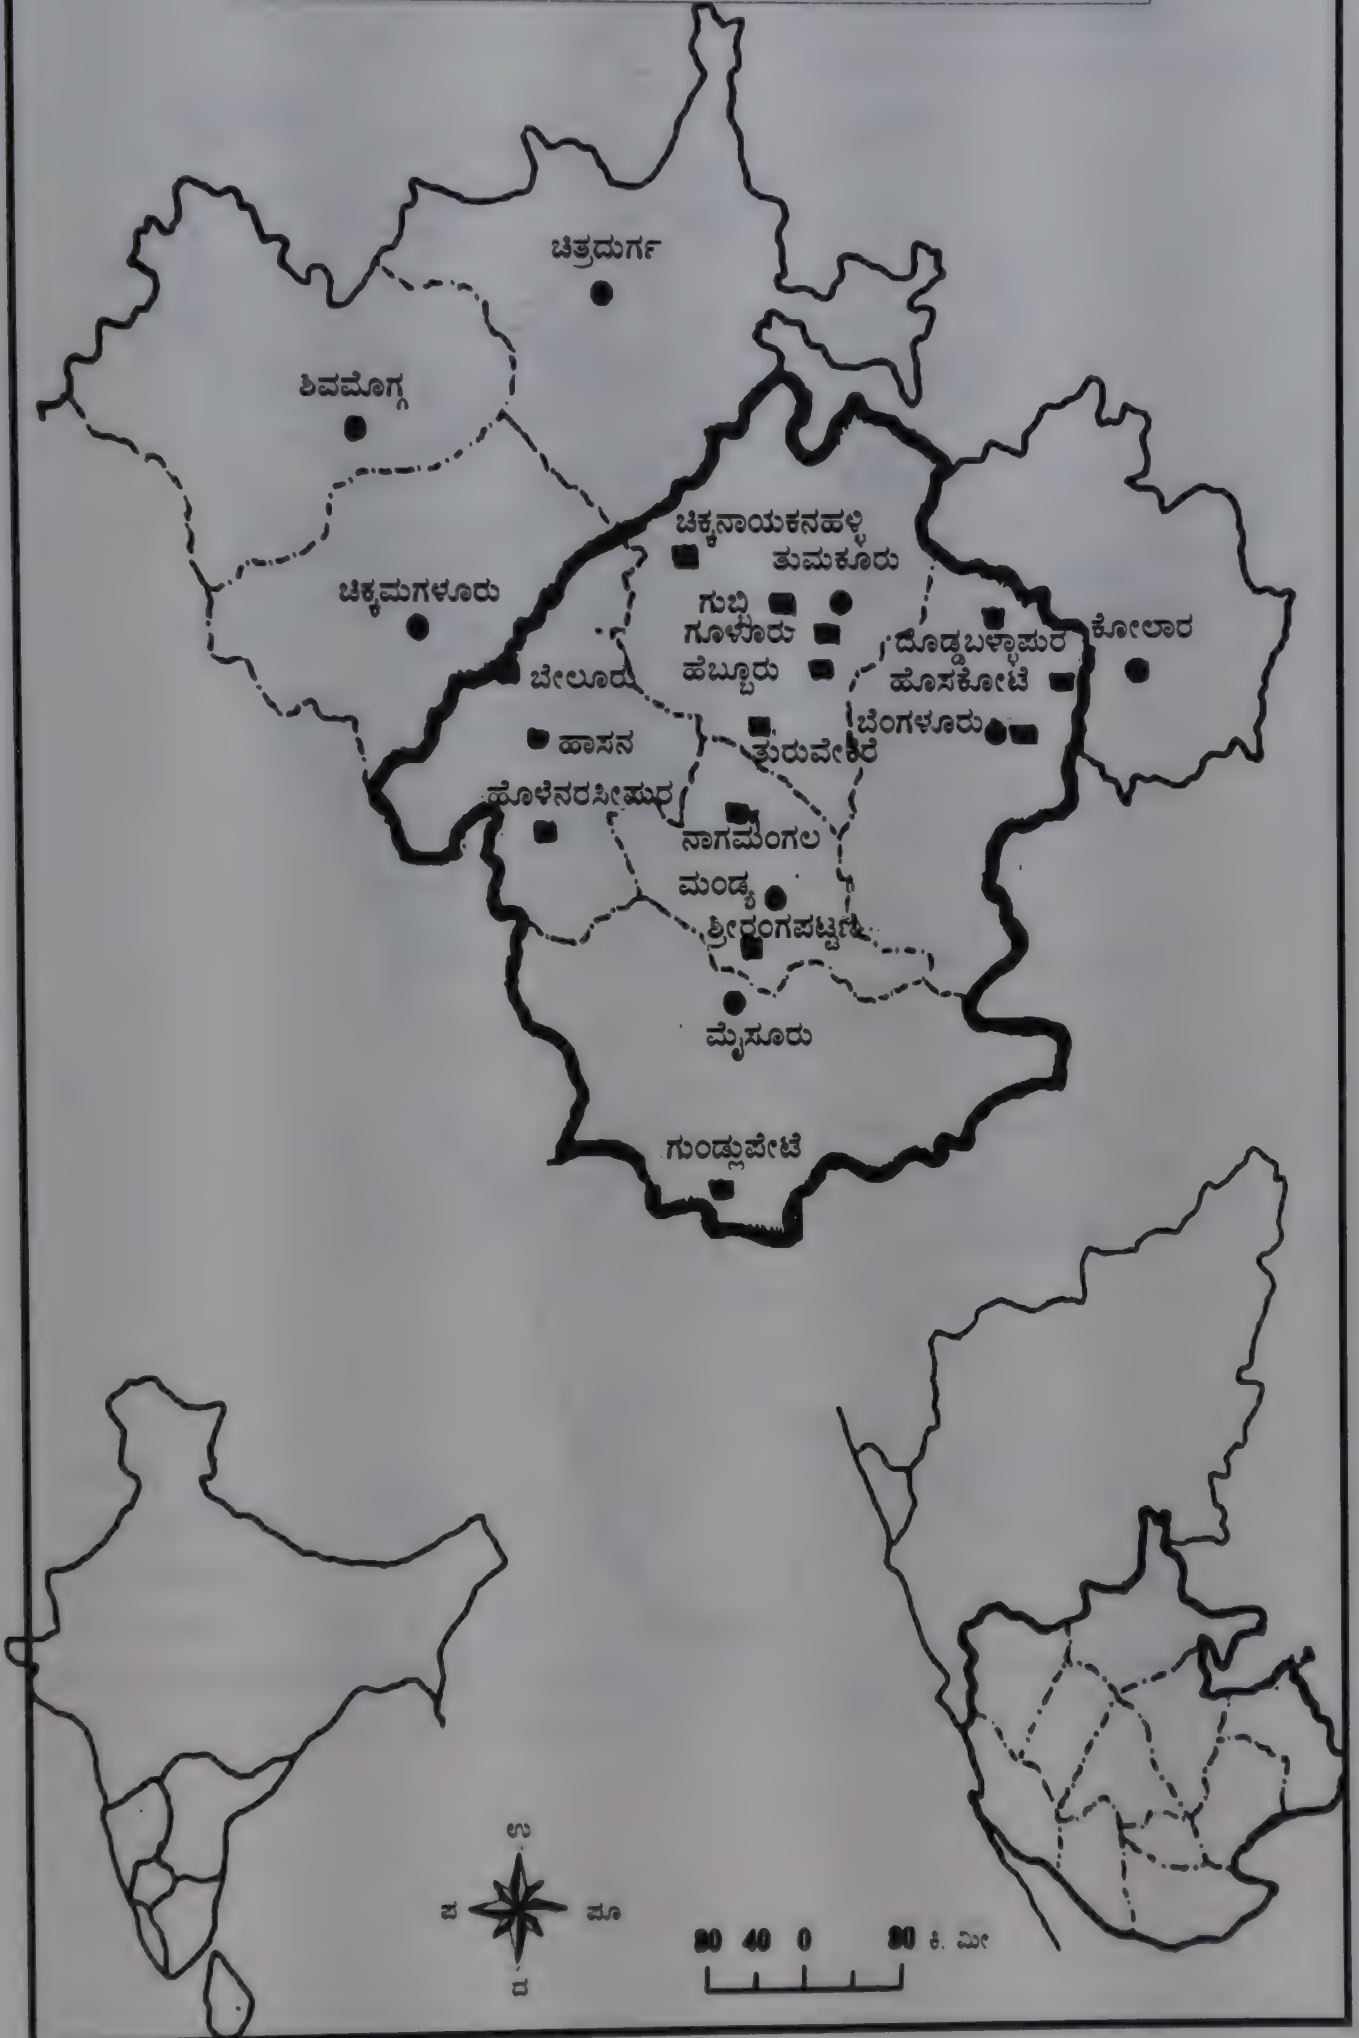 ಚಿತ್ರದುರ್ಗ
ಶಿವಮೊಗ್ಗ
ಚಿಕ್ಕನಾಯಕನಹಳ್ಳಿ
ತುಮಕೂರು
ಚಿಕ್ಕಮಗಳೂರು
ಗುಬ್ಬಿ
ಗೂಳೂರು
ದೊಡ್ಡಬಳ್ಳಾಪುರ
ಕೋಲಾರ
ಬೇಲೂರು
ಹೆಬ್ಬೂರು
ಹೊಸಕೋಟೆ
ಬೆಂಗಳೂರು
ಹಾಸನ
ತುರುವೇಕೆರೆ
ಹೊಳೆನರಸೀಪುರ
ನಾಗಮಂಗಲ
ಮಂಡ್ಯ
ಶ್ರೀರಂಗಪಟ್ಟಣ
ಮೈಸೂರು
ಗುಂಡ್ಲುಪೇಟೆ
ಉ
ಪ ಪೂ
ದ
80 40 0 80 ಕಿ. ಮೀ